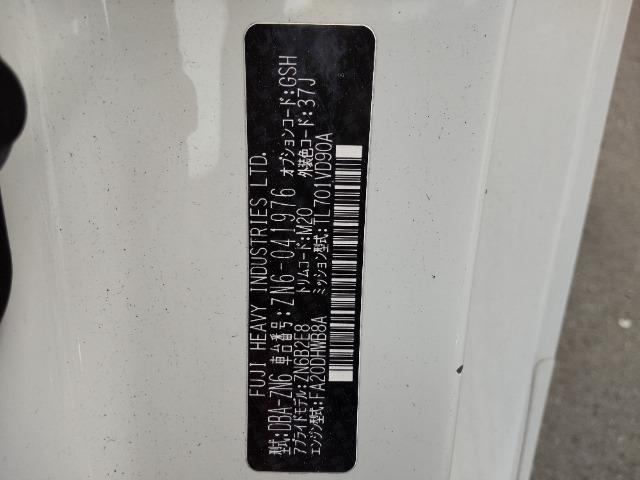 FUJI HEAVY INDUSTRIES LTD.
型式:DBA-ZN6 車台番号:ZN6-041976 オプションコード:GSH
アプライドモデル:ZN6B2E8 トリムコード:M20 外装色コード:37J
エンジン型式:FA20DHWB8A ミッション型式:TL701VD90A